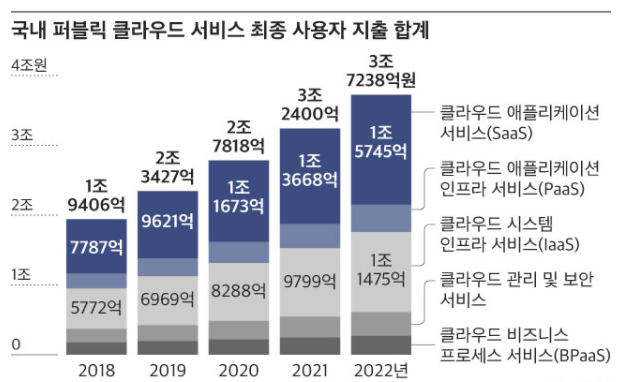 국내 퍼블릭 클라우드 서비스 최종 사용자 지출 합계
4조원
3조
2조
1조
0
1조
9406억
7787억
5772억
2018
2조
3427억
9621억
6969억
2019
2조
7818억
1조
1673억
8288억
2020
3조
2400억
1조
3668억
9799억
2021
3조
7238억원
1조
5745억
1조
1475억
2022년
클라우드 애플리케이션
서비스(SaaS)
클라우드 애플리케이션
인프라 서비스(PaaS)
클라우드 시스템
인프라 서비스(IaaS)
클라우드 관리 및 보안
서비스
클라우드 비즈니스
프로세스 서비스(BPaaS)